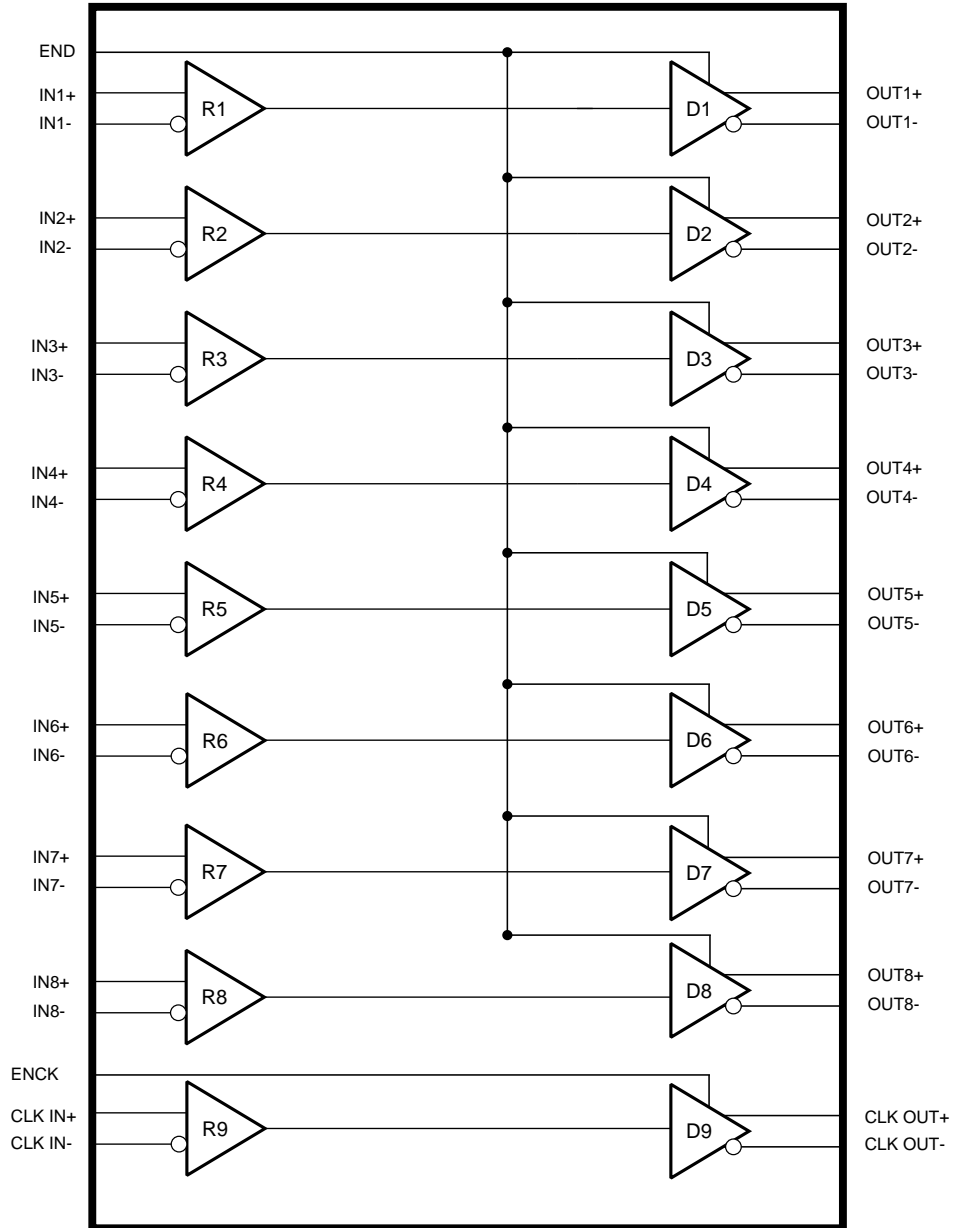 END
IN1+
IN1-
R1
D1
OUT1+
OUT1-
IN2+
IN2-
R2
D2
OUT2+
OUT2-
IN3+
IN3-
R3
D3
OUT3+
OUT3-
IN4+
IN4-
R4
D4
OUT4+
OUT4-
IN5+
IN5-
R5
D5
OUT5+
OUT5-
IN6+
IN6-
R6
D6
OUT6+
OUT6-
IN7+
IN7-
R7
D7
OUT7+
OUT7-
IN8+
IN8-
R8
D8
OUT8+
OUT8-
ENCK
CLK IN+
CLK IN-
R9
D9
CLK OUT+
CLK OUT-